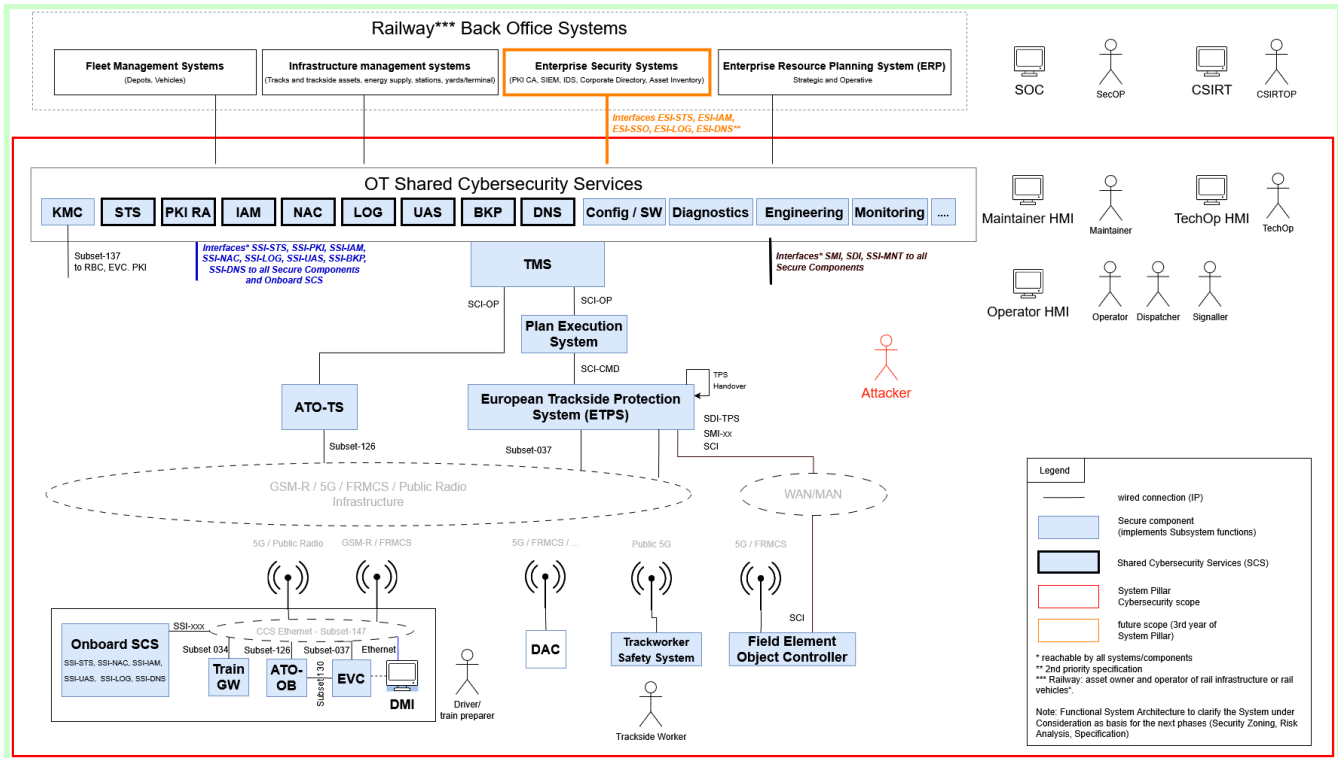 Railway*** Back Office Systems
Fleet Management Systems
(Depots, Vehicles)
Infrastructure management systems
(Tracks and trackside assets, energy supply, stations, yards/terminal)
Enterprise Security Systems
(PKI CA, SIEM, IDS, Corporate Directory, Asset Inventory)
Enterprise Resource Planning System (ERP)
Strategic and Operative
SOC
SecOP
CSIRT
CSIRTOP
Interfaces ESI-STS, ESI-IAM,
ESI-SSO, ESI-LOG, ESI-DNS**
OT Shared Cybersecurity Services
KMC
STS
PKI RA
IAM
NAC
LOG
UAS
BKP
DNS
Config / SW
Diagnostics
Engineering
Monitoring
....
Maintainer HMI
Maintainer
TechOp HMI
TechOp
Subset-137
to RBC, EVC. PKI
Interfaces* SSI-STS, SSI-PKI, SSI-IAM,
SSI-NAC, SSI-LOG, SSI-UAS, SSI-BKP,
SSI-DNS to all Secure Components
and Onboard SCS
TMS
Interfaces* SMI, SDI, SSI-MNT to all
Secure Components
Operator HMI
Operator
Dispatcher
Signaller
SCI-OP
SCI-OP
Plan Execution
System
SCI-CMD
Attacker
ATO-TS
European Trackside Protection
System (ETPS)
TPS
Handover
SDI-TPS
SMI-xx
SCI
Subset-126
Subset-037
GSM-R / 5G / FRMCS / Public Radio
Infrastructure
WAN/MAN
5G / Public Radio
GSM-R / FRMCS
5G / FRMCS / ...
Public 5G
5G / FRMCS
SCI
Onboard SCS
SSI-STS, SSI-NAC, SSI-IAM,
SSI-UAS, SSI-LOG, SSI-DNS
SSI-xxx
CCS Ethernet - Subset-147
Subset 034
Subset-126
Subset-037
Ethernet
Train
GW
ATO-
OB
Subset 130
EVC
DMI
Driver/
train preparer
DAC
Trackworker
Safety System
Field Element
Object Controller
Trackside Worker
Legend
wired connection (IP)
Secure component
(implements Subsystem functions)
Shared Cybersecurity Services (SCS)
System Pillar
Cybersecurity scope
future scope (3rd year of
System Pillar)
* reachable by all systems/components
** 2nd priority specification
*** Railway: asset owner and operator of rail infrastructure or rail
vehicles*.
Note: Functional System Architecture to clarify the System under
Consideration as basis for the next phases (Security Zoning, Risk
Analysis, Specification)